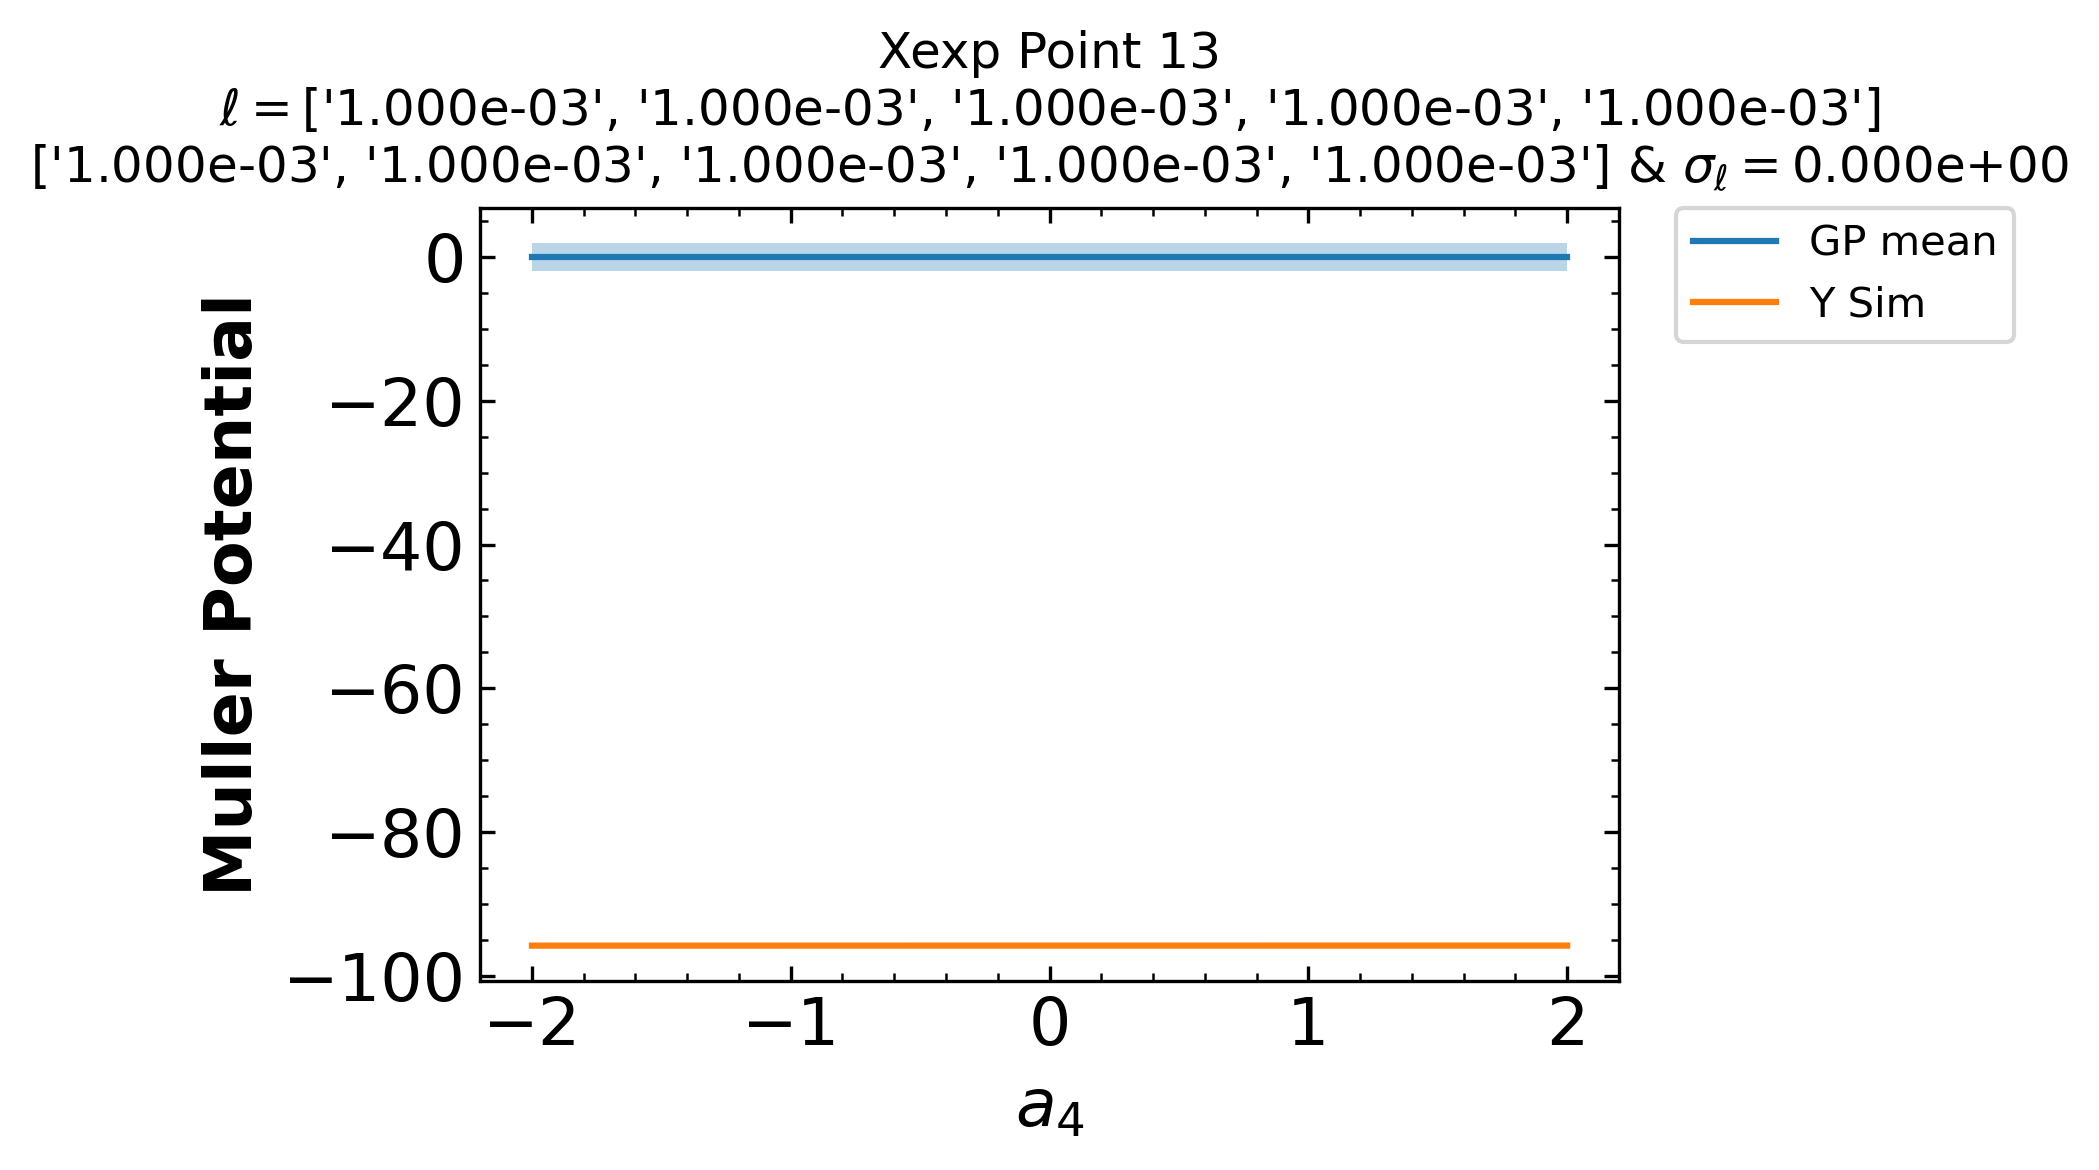 Xexp Point 13
ℓ = ['1.000e-03', '1.000e-03', '1.000e-03', '1.000e-03', '1.000e-03']
['1.000e-03', '1.000e-03', '1.000e-03', '1.000e-03', '1.000e-03'] & σℓ = 0.000e+00
GP mean
Y Sim
Muller Potential
0
−20
−40
−60
−80
−100
−2 −1 0 1 2
a₄